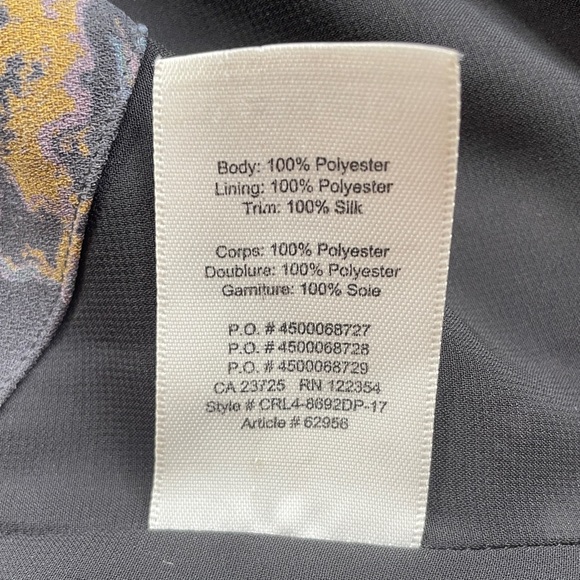 Body: 100% Polyester
Lining: 100% Polyester
Trim: 100% Silk
Corps: 100% Polyester
Doublure: 100% Polyester
Garniture: 100% Soie
P.O. # 4500068727
P.O. # 4500068728
P.O. # 4500068729
CA 23725 RN 122354
Style # CRL4-8692DP-17
Article # 62956